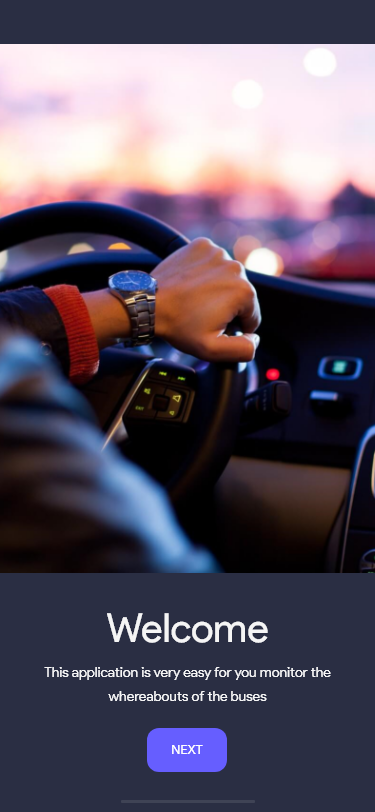 Welcome
This application is very easy for you monitor the
whereabouts of the buses
NEXT